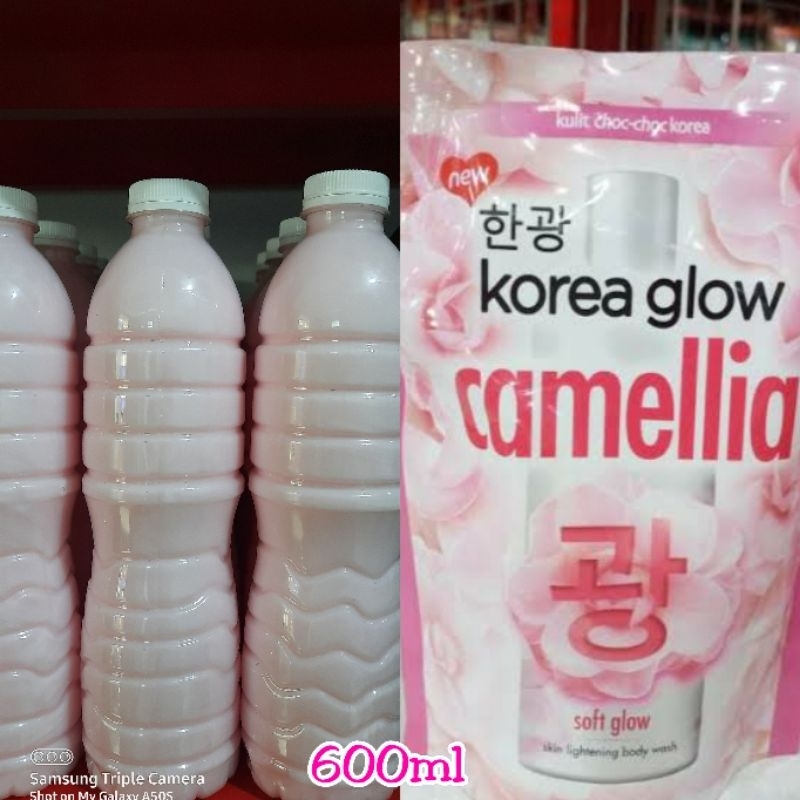 kulit choc-choc korea
new
한광
korea glow
camellia
광
soft glow
skin lightening body wash
600ml
Samsung Triple Camera
Shot on My Galaxy A50S